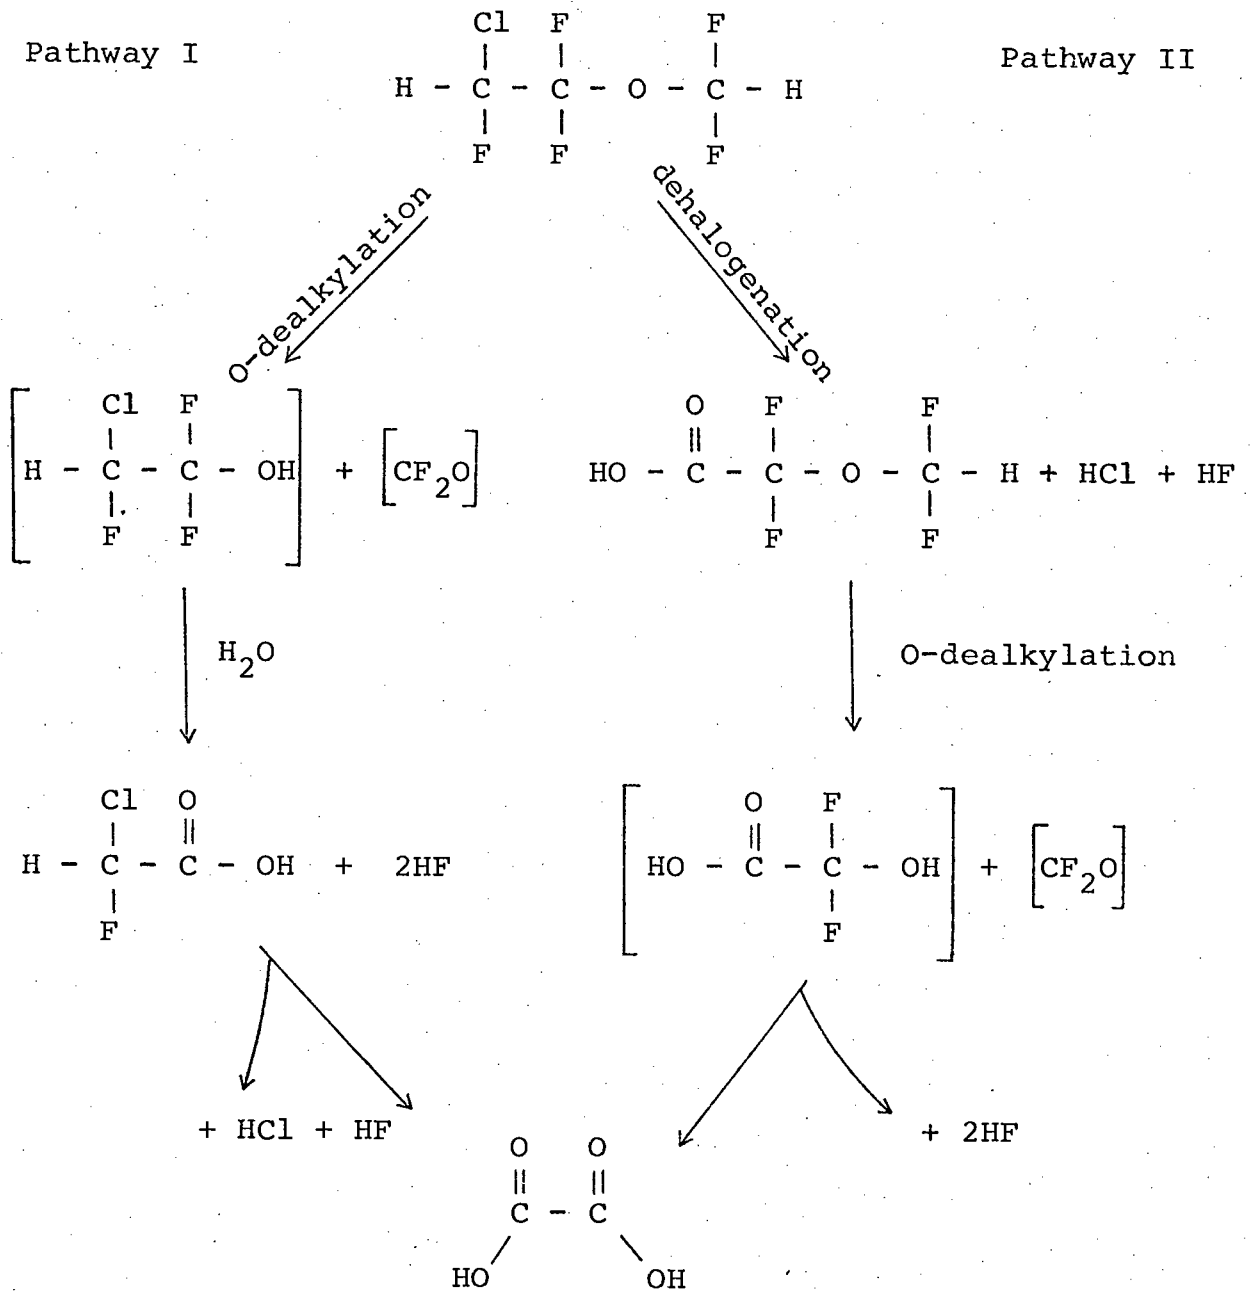 Pathway I
Pathway II
Cl F F
H - C - C - O - C - H
F F F
O-dealkylation
dehalogenation
Cl F
H - C - C - OH + [CF2O]
F F
O F F
HO - C - C - O - C - H + HCl + HF
F F
H2O
O-dealkylation
Cl O
H - C - C - OH + 2HF
F
O F
HO - C - C - OH + [CF2O]
F
+ HCl + HF
+ 2HF
O O
C - C
HO OH